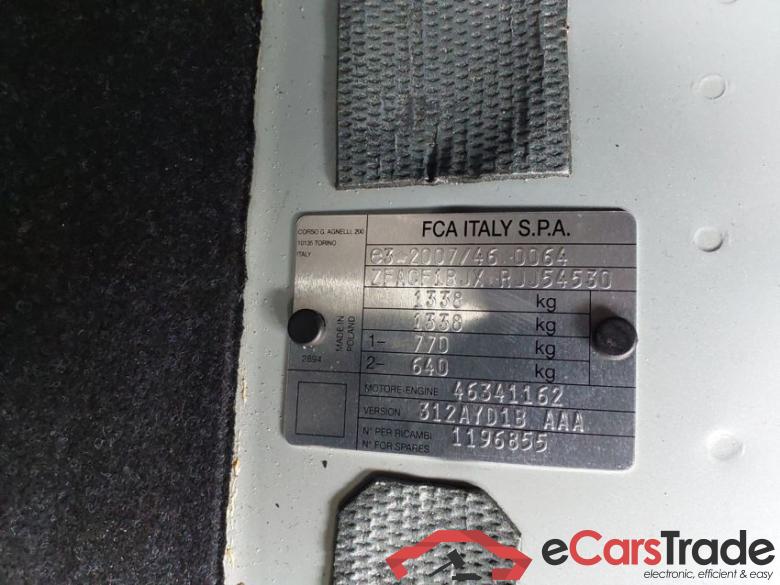 CORSO G. AGNELLI, 200
10135 TORINO
ITALY
FCA ITALY S.P.A.
e3 2007/46 0064
1338 kg
1338 kg
1- 770 kg
2- 640 kg
MADE IN
POLAND
2894
MOTORE-ENGINE 46341162
VERSION 312AYD1B AAA
N° PER RICAMBI
N° FOR SPARES 1196855
eCarsTrade
electronic, efficient & easy